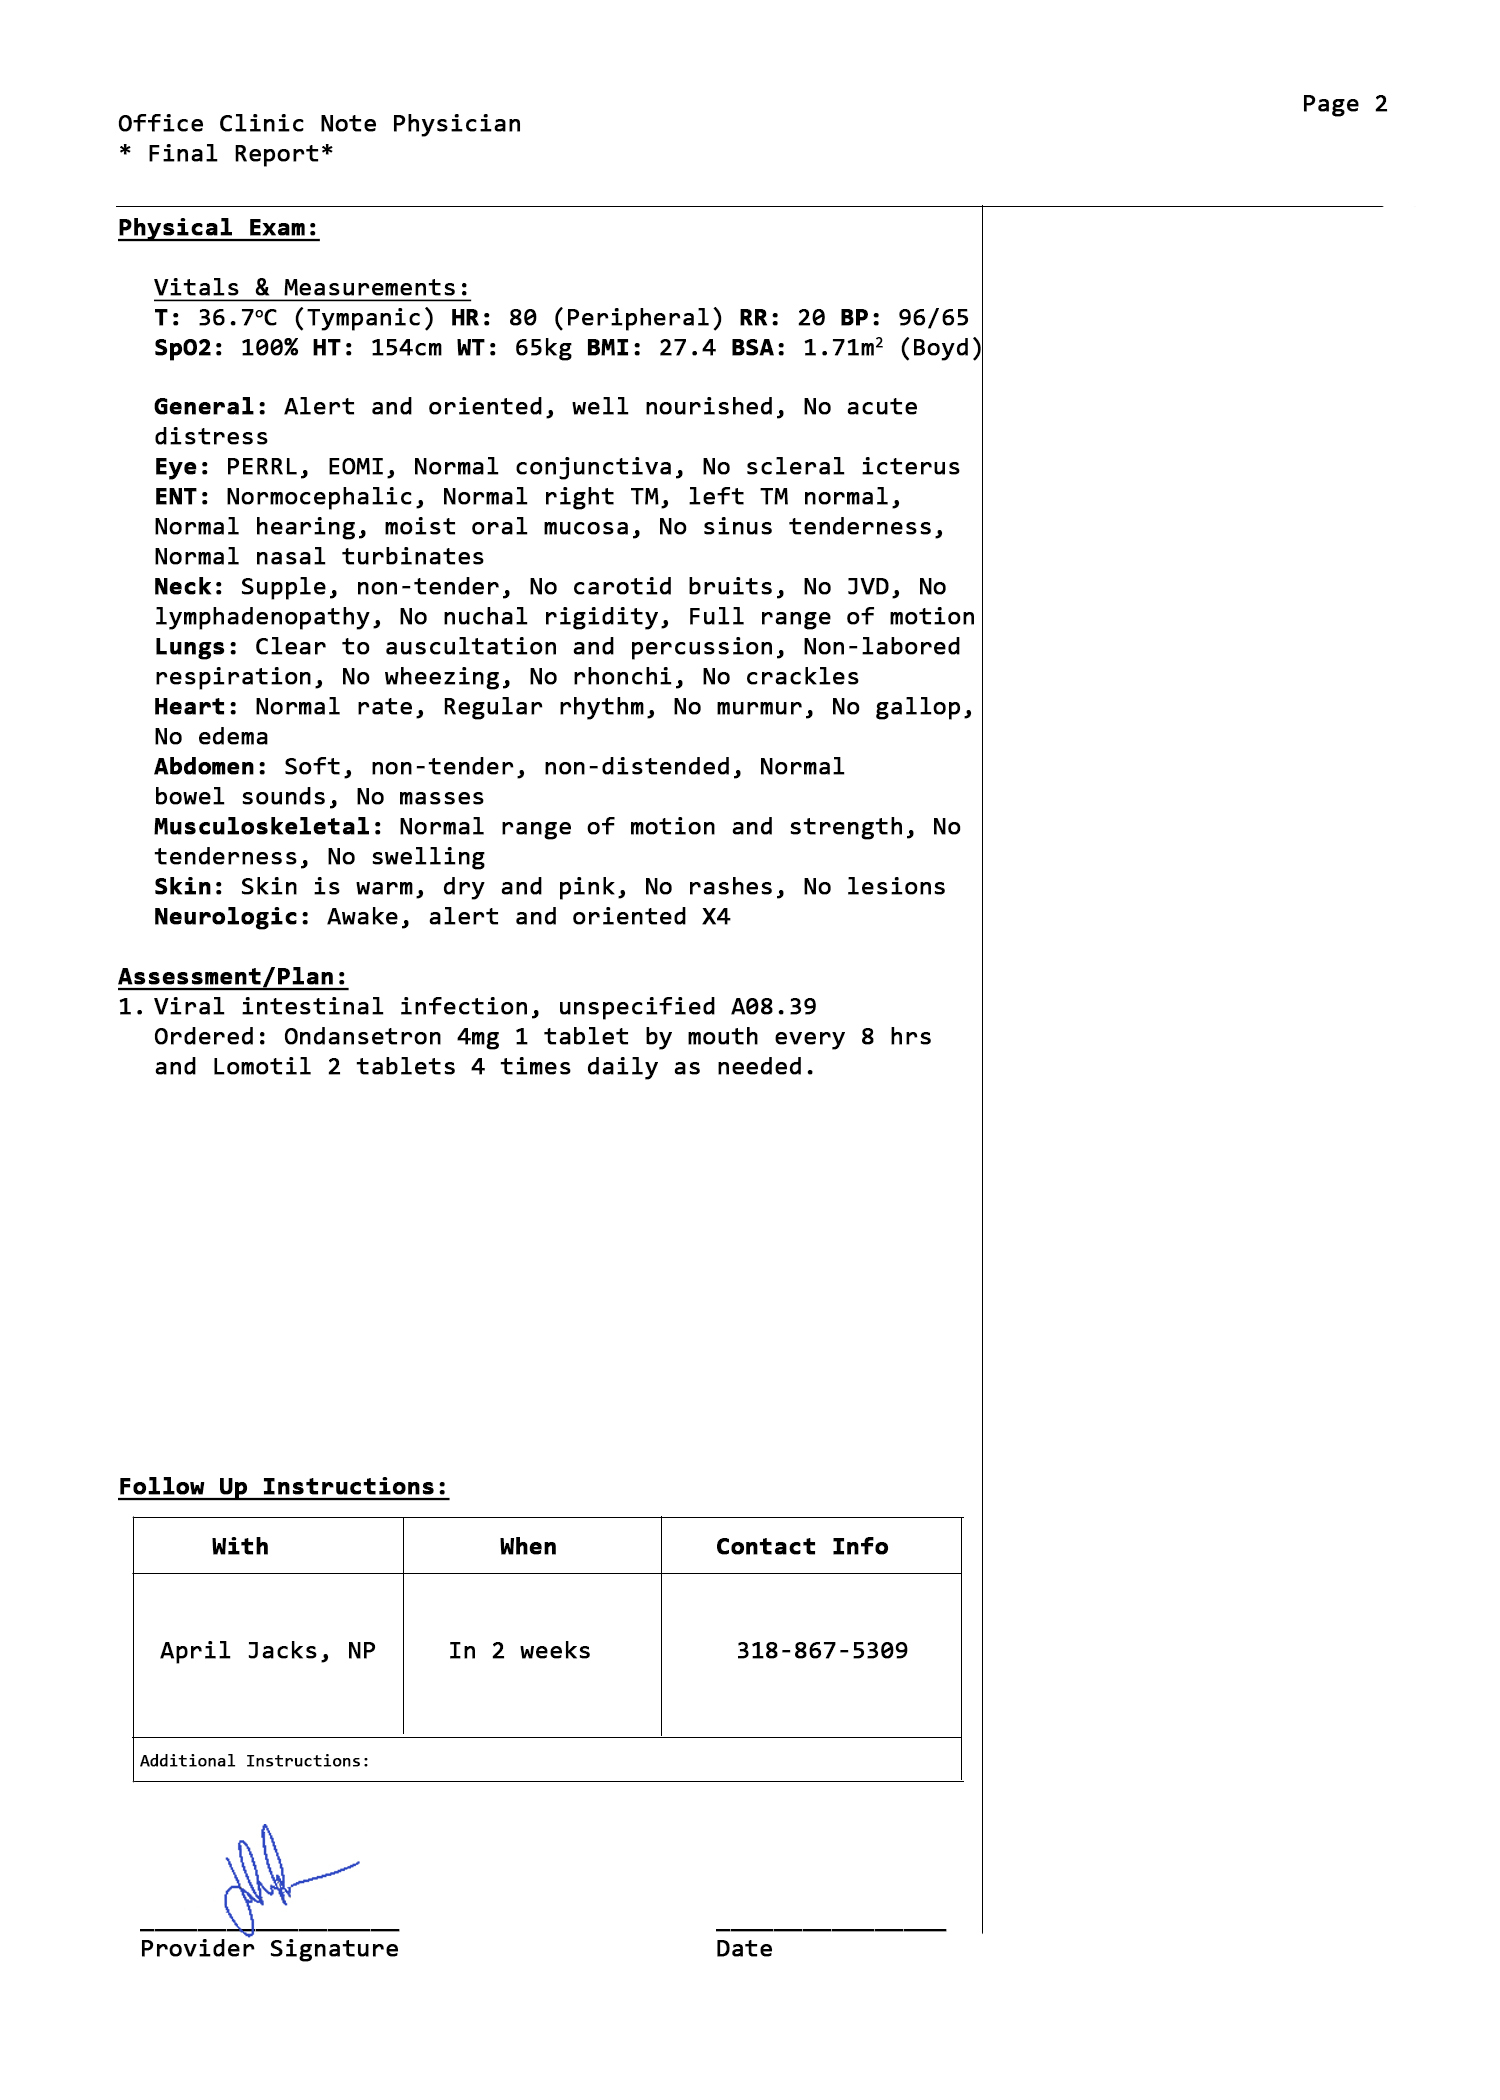 Page 2
Office Clinic Note Physician
* Final Report*
Physical Exam:
Vitals & Measurements:
T: 36.7°C (Tympanic) HR: 80 (Peripheral) RR: 20 BP: 96/65
SpO2: 100% HT: 154cm WT: 65kg BMI: 27.4 BSA: 1.71m² (Boyd)
General: Alert and oriented, well nourished, No acute
distress
Eye: PERRL, EOMI, Normal conjunctiva, No scleral icterus
ENT: Normocephalic, Normal right TM, left TM normal,
Normal hearing, moist oral mucosa, No sinus tenderness,
Normal nasal turbinates
Neck: Supple, non-tender, No carotid bruits, No JVD, No
lymphadenopathy, No nuchal rigidity, Full range of motion
Lungs: Clear to auscultation and percussion, Non-labored
respiration, No wheezing, No rhonchi, No crackles
Heart: Normal rate, Regular rhythm, No murmur, No gallop,
No edema
Abdomen: Soft, non-tender, non-distended, Normal
bowel sounds, No masses
Musculoskeletal: Normal range of motion and strength, No
tenderness, No swelling
Skin: Skin is warm, dry and pink, No rashes, No lesions
Neurologic: Awake, alert and oriented X4
Assessment/Plan:
1. Viral intestinal infection, unspecified A08.39
Ordered: Ondansetron 4mg 1 tablet by mouth every 8 hrs
and Lomotil 2 tablets 4 times daily as needed.
Follow Up Instructions:
With When Contact Info
April Jacks, NP In 2 weeks 318-867-5309
Additional Instructions:
Provider Signature Date